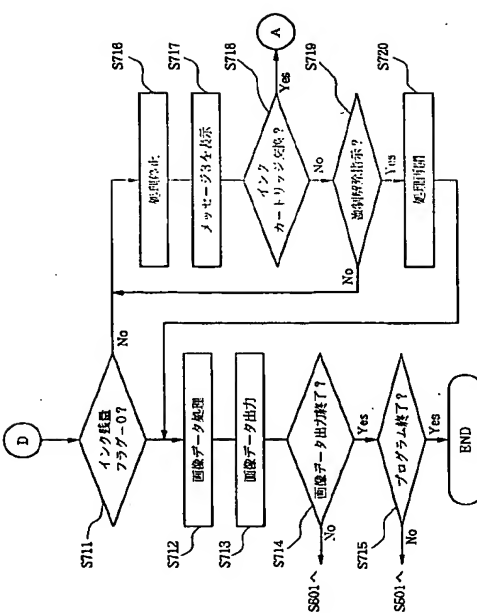 D
S711
インク残量
フラグ=0?
No
S712
画像データ処理
S713
画像データ出力
S714
画像データ出力終了?
No
S601へ
Yes
S715
プログラム終了?
No
S601へ
Yes
END
S716
処理停止
S717
メッセージ3を表示
S718
インク
カートリッジ交換?
Yes
A
No
S719
強制解除指示?
No
Yes
S720
処理再開